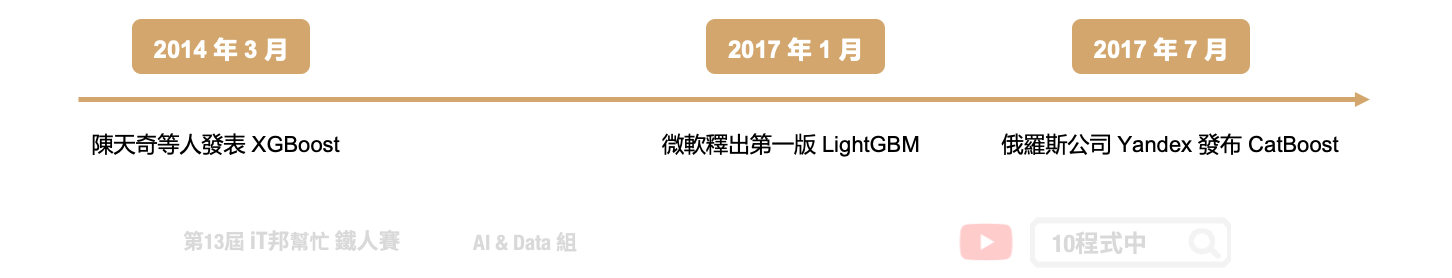 2014 年 3 月
2017 年 1 月
2017 年 7 月
陳天奇等人發表 XGBoost
微軟釋出第一版 LightGBM
俄羅斯公司 Yandex 發布 CatBoost
第13屆 iT邦幫忙 鐵人賽
AI & Data 組
10程式中